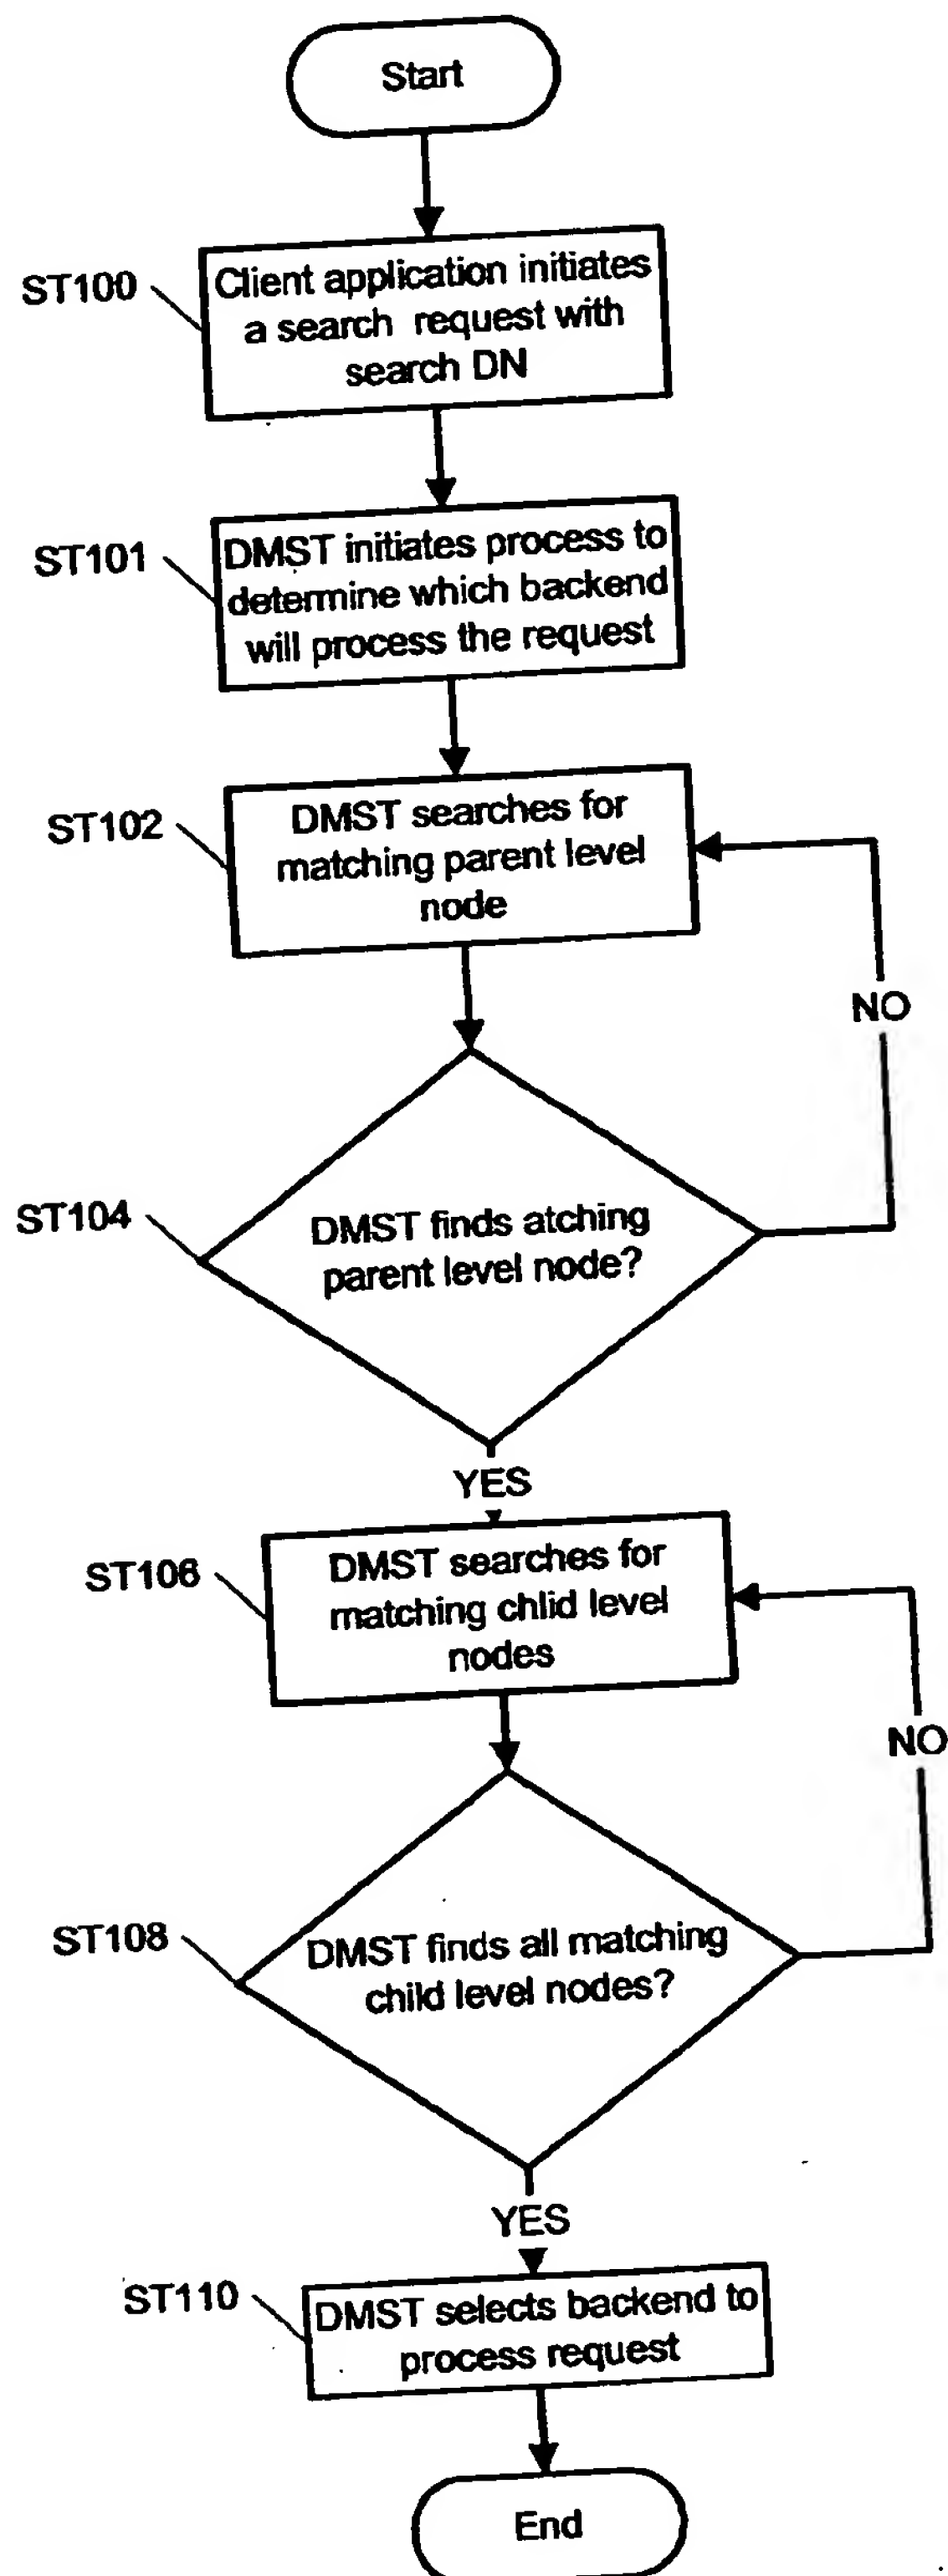 Start
ST100
Client application initiates
a search request with
search DN
ST101
DMST initiates process to
determine which backend
will process the request
ST102
DMST searches for
matching parent level
node
NO
ST104
DMST finds atching
parent level node?
YES
ST106
DMST searches for
matching chlid level
nodes
NO
ST108
DMST finds all matching
child level nodes?
YES
ST110
DMST selects backend to
process request
End